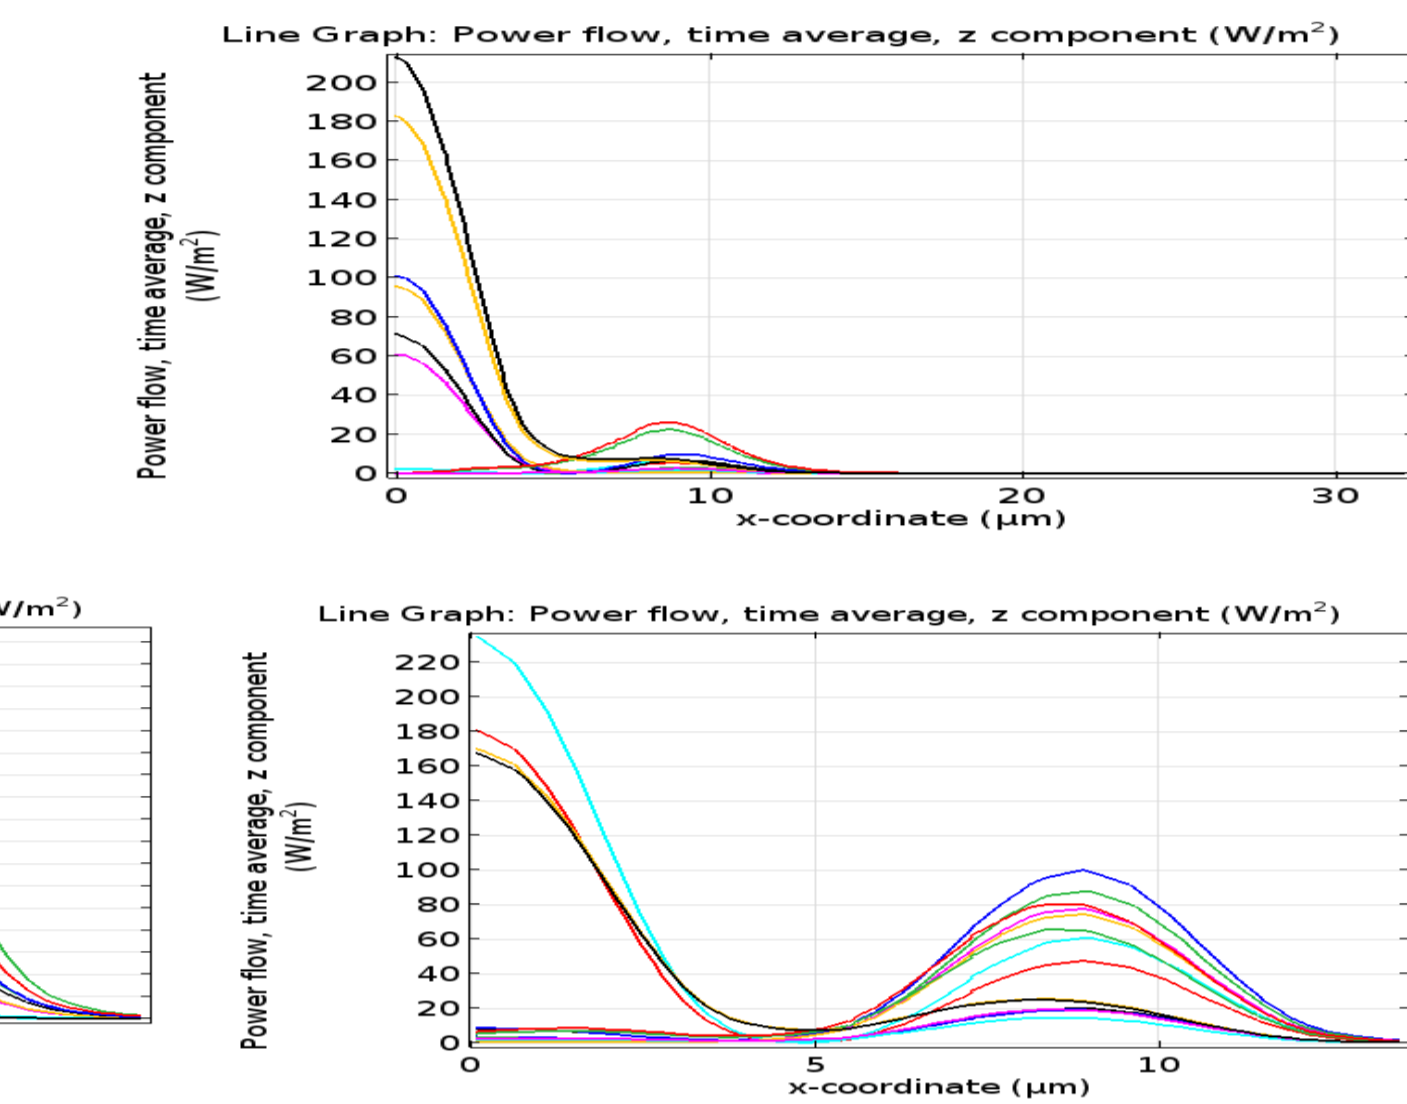 Line Graph: Power flow, time average, z component (W/m²)
Power flow, time average, z component
(W/m²)
200
180
160
140
120
100
80
60
40
20
0
0 10 20 30
x-coordinate (µm)
/m²)
Line Graph: Power flow, time average, z component (W/m²)
Power flow, time average, z component
(W/m²)
220
200
180
160
140
120
100
80
60
40
20
0
0 5 10
x-coordinate (µm)